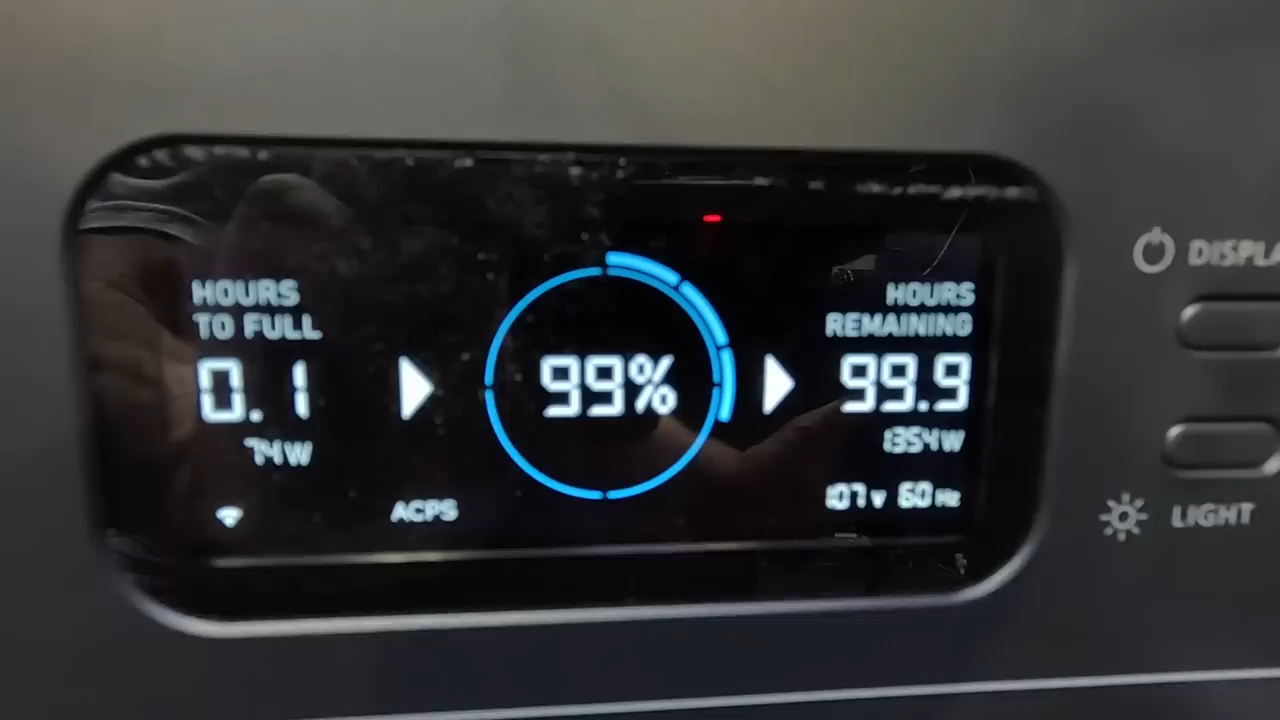 HOURS
TO FULL
0.1
74W
ACPS
99%
HOURS
REMAINING
99.9
1354W
107V 60Hz
DISPLA
LIGHT